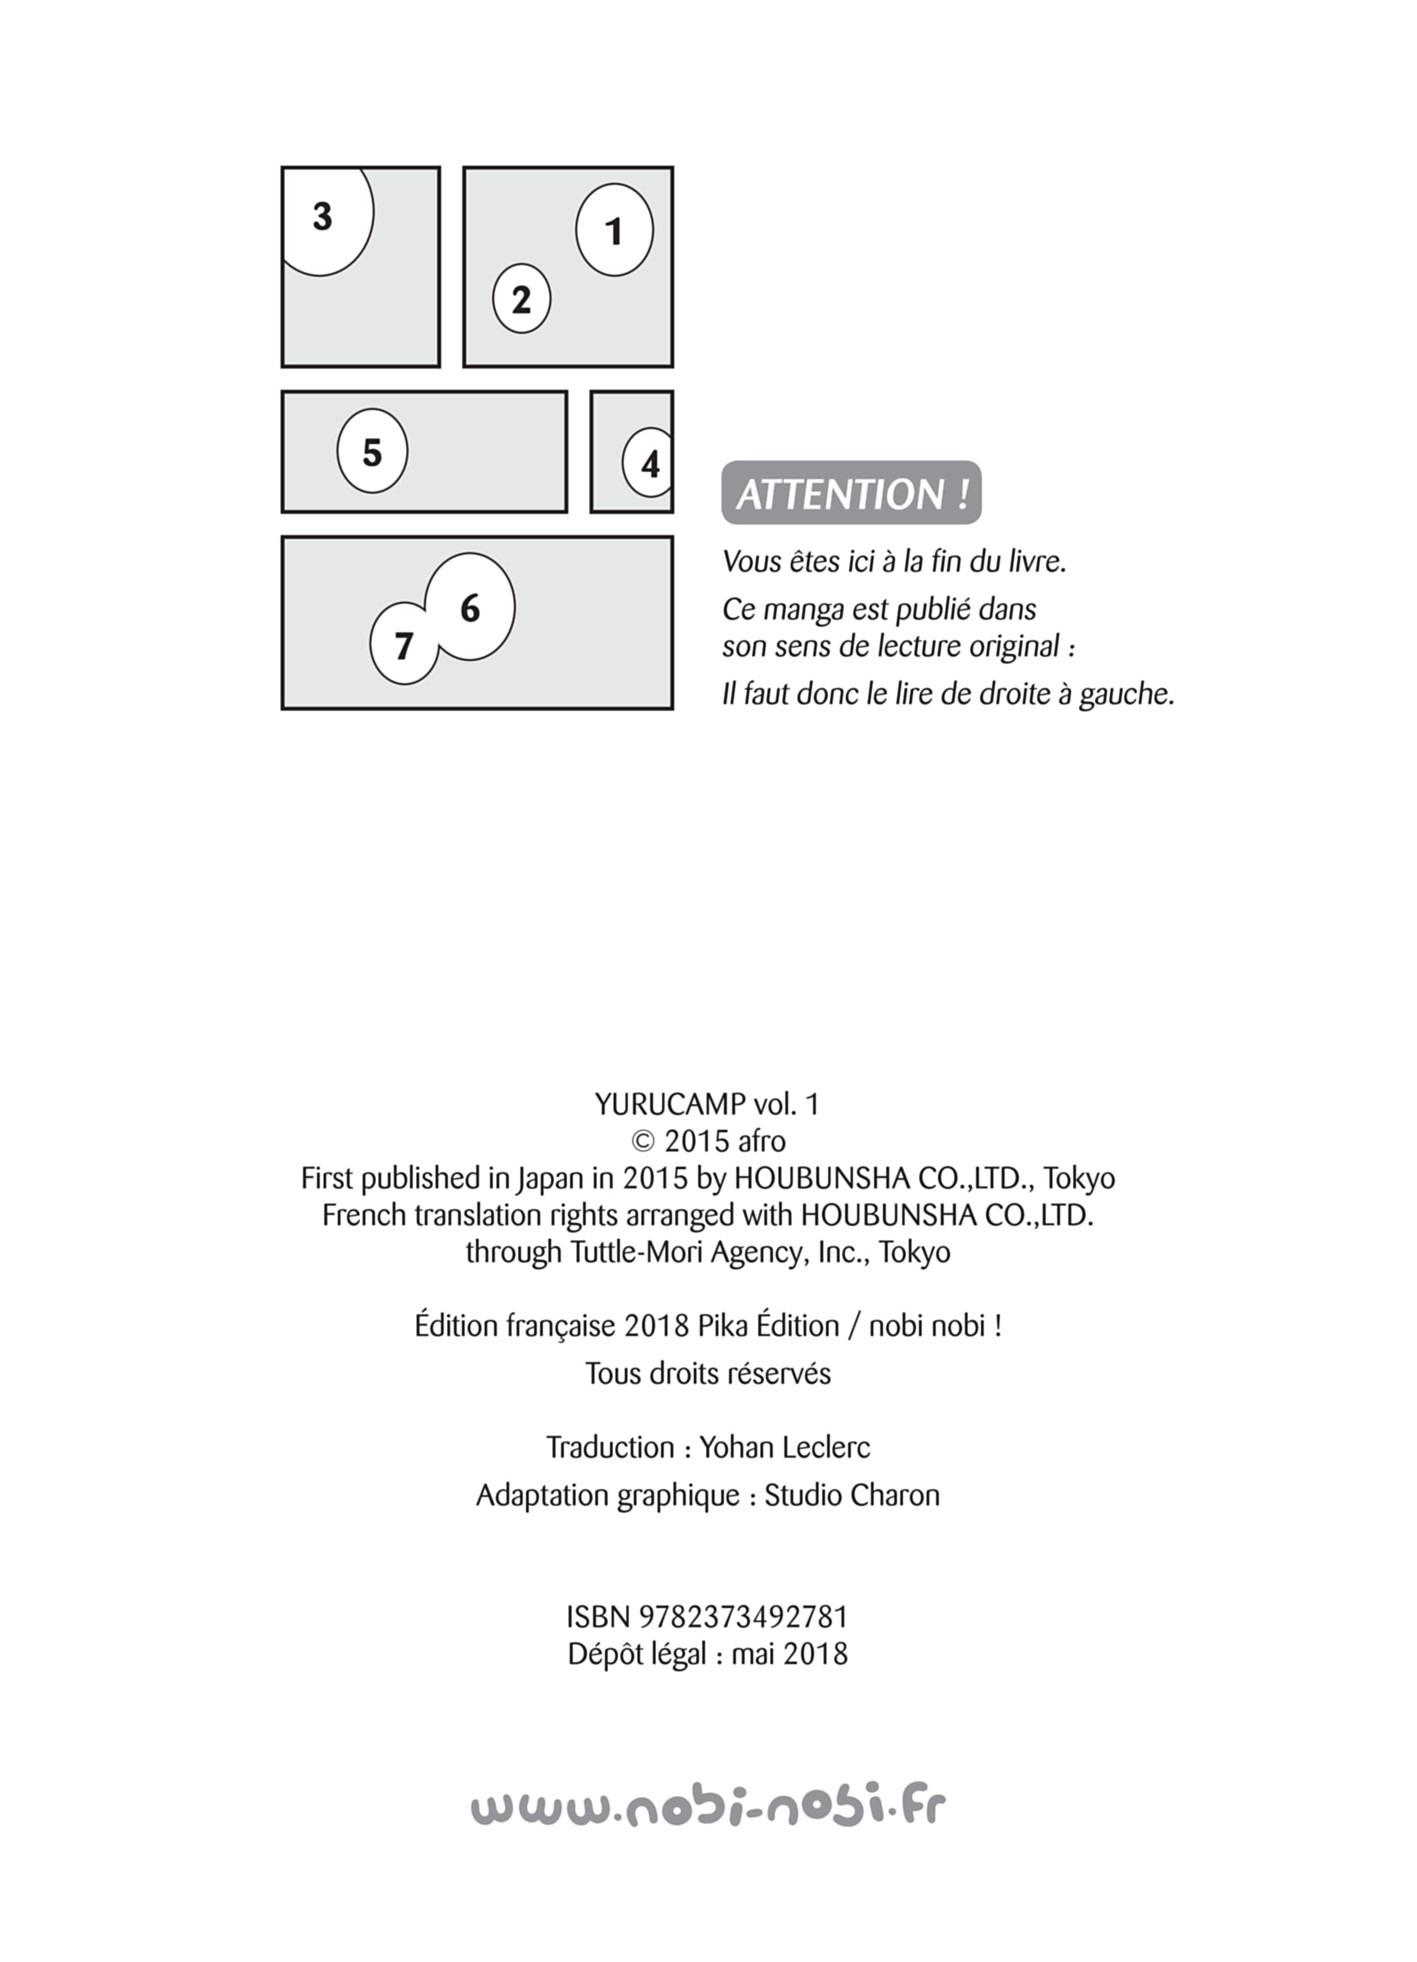 3
1
2
5
4
6
7
ATTENTION !
Vous êtes ici à la fin du livre.
Ce manga est publié dans
son sens de lecture original :
Il faut donc le lire de droite à gauche.
YURUCAMP vol. 1
© 2015 afro
First published in Japan in 2015 by HOUBUNSHA CO.,LTD., Tokyo
French translation rights arranged with HOUBUNSHA CO.,LTD.
through Tuttle-Mori Agency, Inc., Tokyo
Édition française 2018 Pika Édition / nobi nobi !
Tous droits réservés
Traduction : Yohan Leclerc
Adaptation graphique : Studio Charon
ISBN 9782373492781
Dépôt légal : mai 2018
www.nobi-nobi.fr